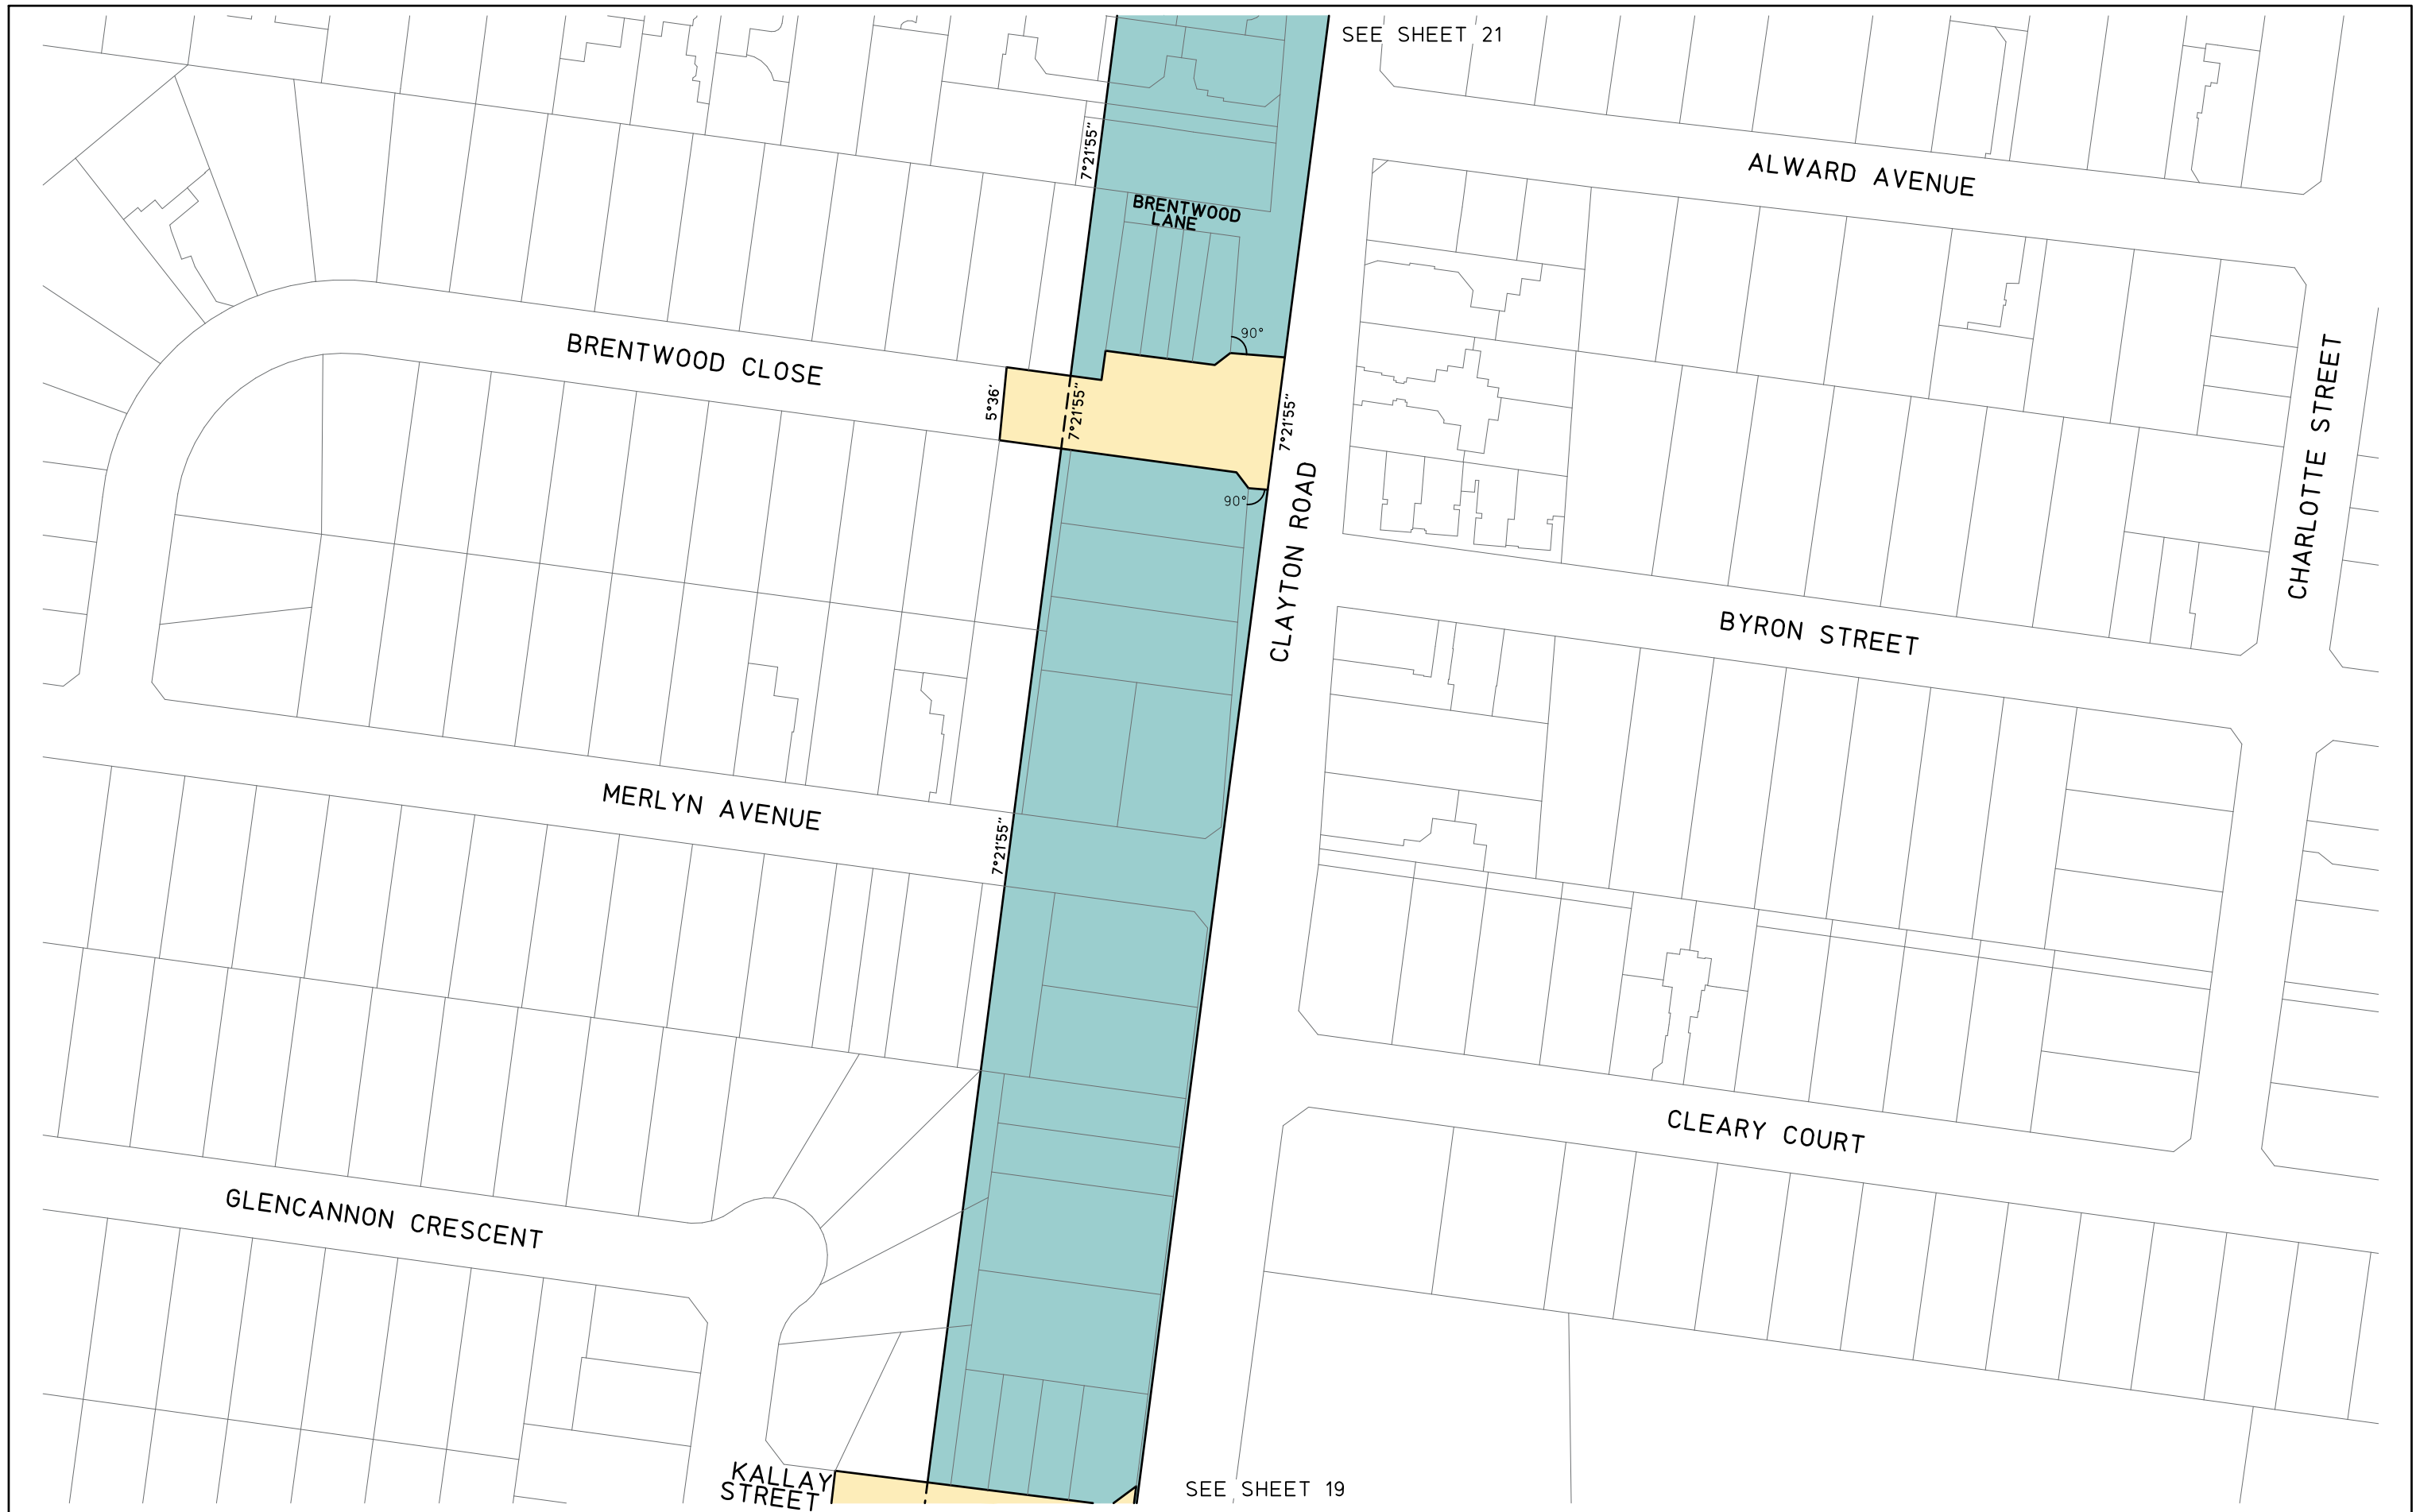 SEE SHEET 21
7°21'55"
ALWARD AVENUE
BRENTWOOD
LANE
90°
BRENTWOOD CLOSE
5°36'
7°21'55"
7°21'55"
CHARLOTTE STREET
90°
CLAYTON ROAD
BYRON STREET
MERLYN AVENUE
7°21'55"
CLEARY COURT
GLENCANNON CRESCENT
KALLAY
STREET
SEE SHEET 19